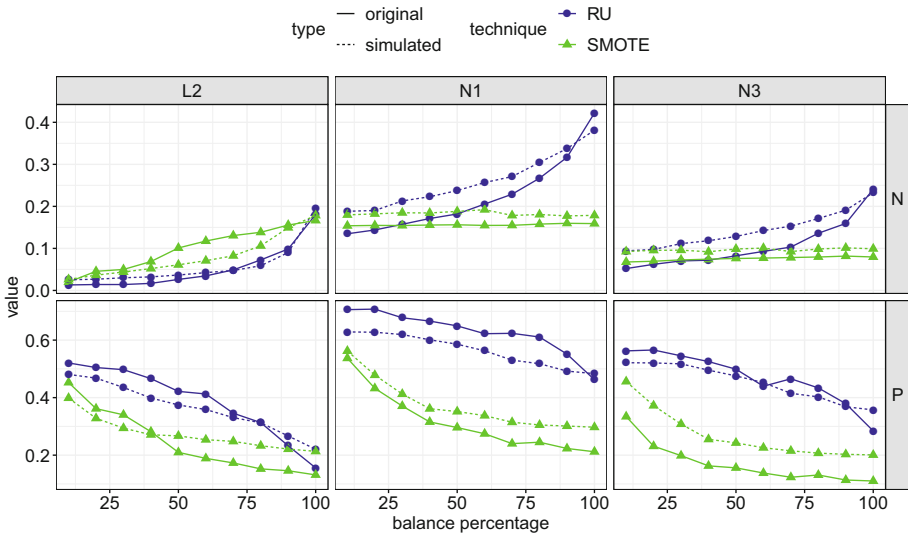 type original simulated technique RU SMOTE
L2 N1 N3
0.4
0.3
0.2
0.1
0.0
N
value
0.6
0.4
0.2
P
25 50 75 100 25 50 75 100 25 50 75 100
balance percentage